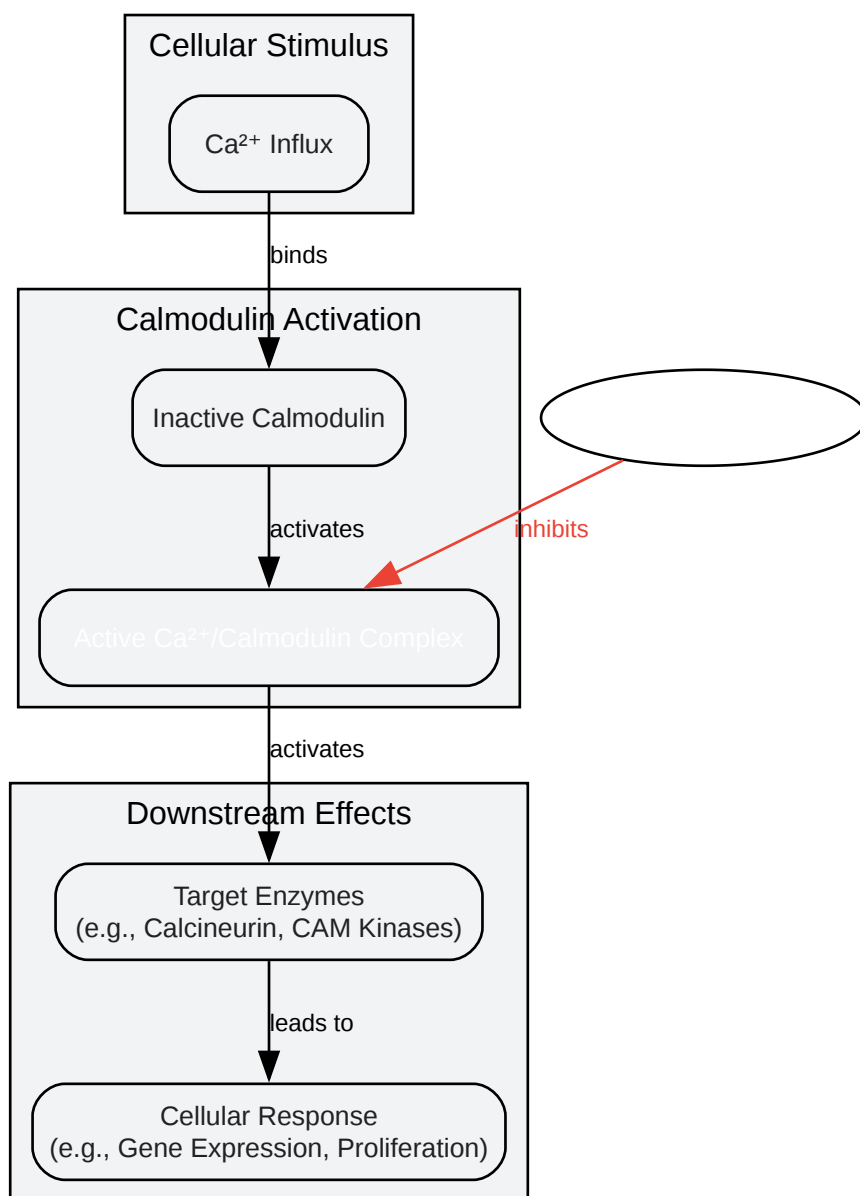 Cellular Stimulus
Ca²⁺ Influx
binds
Calmodulin Activation
Inactive Calmodulin
activates
inhibits
Active Ca²⁺/Calmodulin Complex
activates
Downstream Effects
Target Enzymes
(e.g., Calcineurin, CAM Kinases)
leads to
Cellular Response
(e.g., Gene Expression, Proliferation)